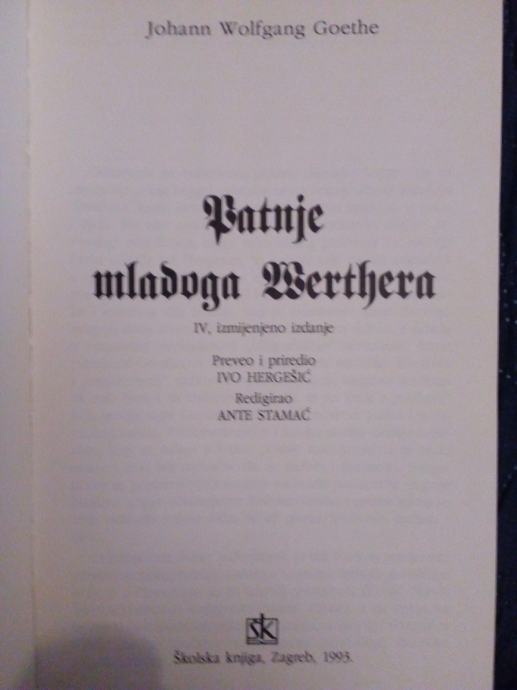 Johann Wolfgang Goethe
Patnje
mladoga Werthera
IV, izmijenjeno izdanje
Preveo i priredio
IVO HERGEŠIĆ
Redigirao
ANTE STAMAĆ
šk
Školska knjiga, Zagreb, 1993.